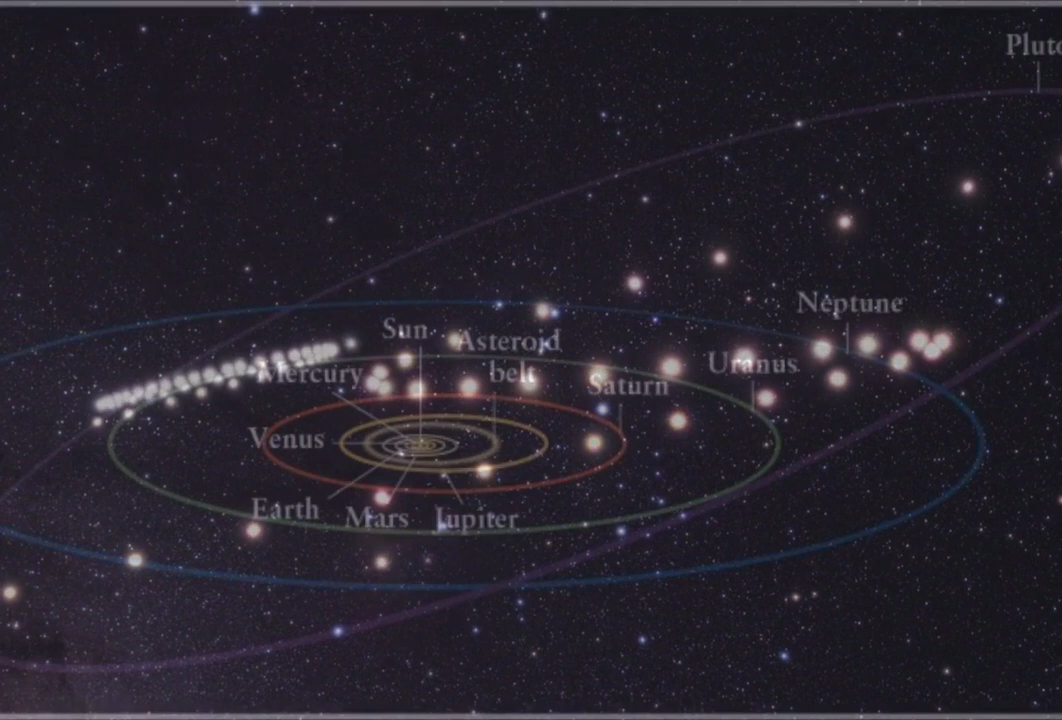 Pluto
Neptune
Sun
Asteroid
belt
Mercury
Uranus
Saturn
Venus
Earth
Mars
Jupiter